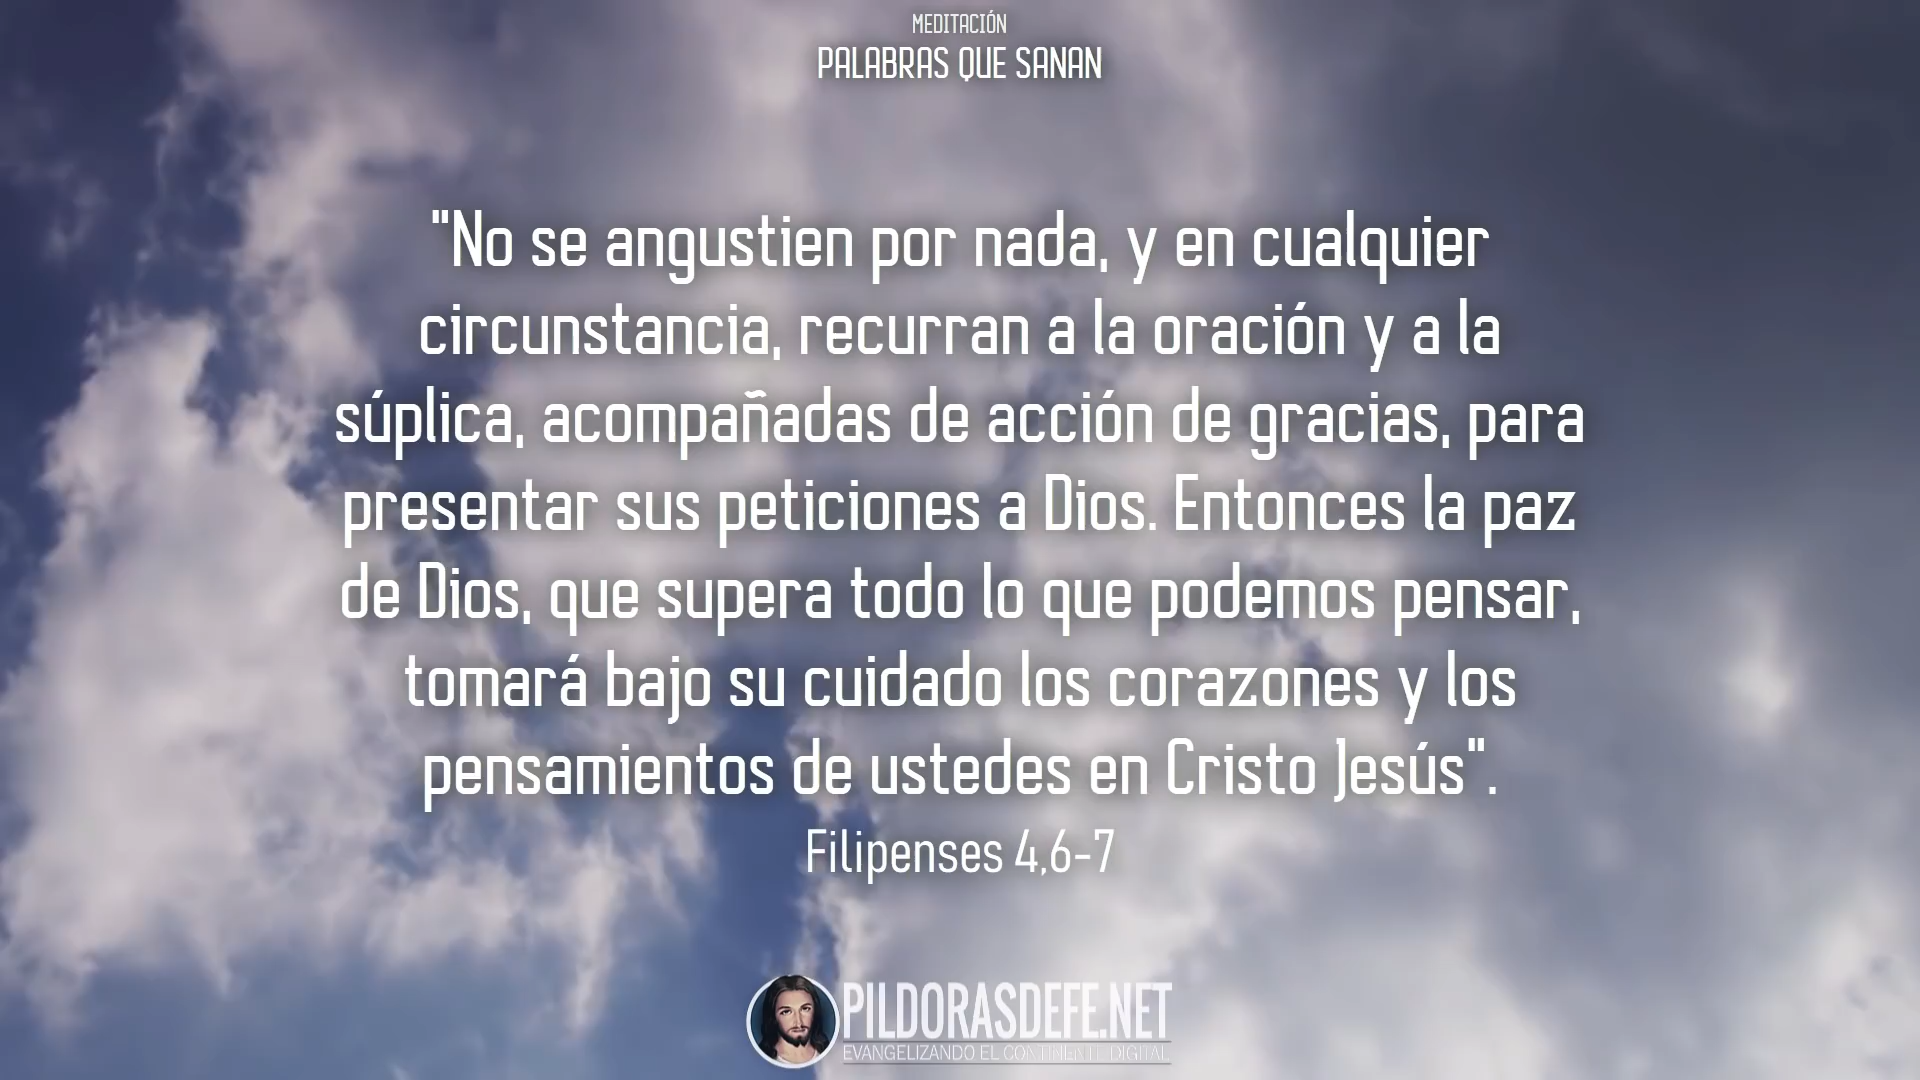 MEDITACIÓN
PALABRAS QUE SANAN
"No se angustien por nada, y en cualquier
circunstancia, recurran a la oración y a la
súplica, acompañadas de acción de gracias, para
presentar sus peticiones a Dios. Entonces la paz
de Dios, que supera todo lo que podemos pensar,
tomará bajo su cuidado los corazones y los
pensamientos de ustedes en Cristo Jesús".
Filipenses 4,6-7
PILDORASDEFE.NET
EVANGELIZANDO EL CONTINENTE DIGITAL